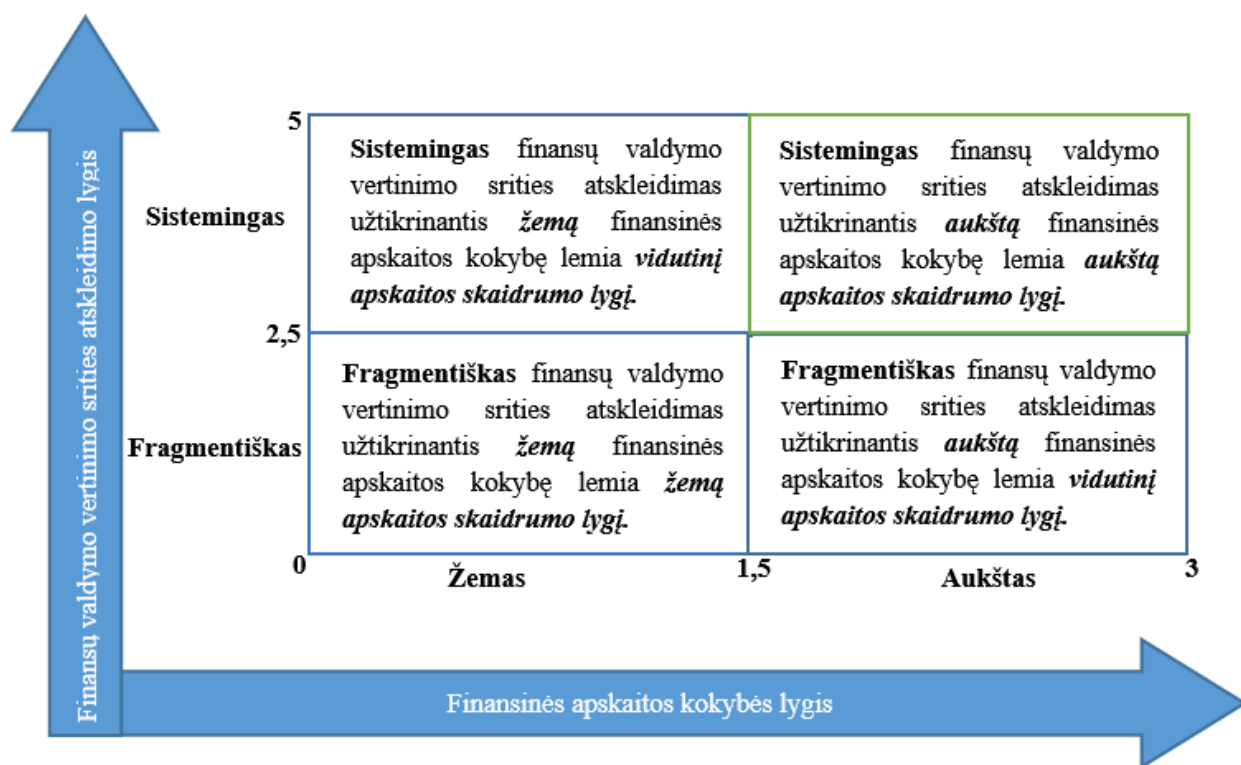 Finansų valdymo vertinimo srities atskleidimo lygis
5
Sistemingas
Sistemingas finansų valdymo
vertinimo srities atskleidimas
užtikrinantis žemą finansinės
apskaitos kokybę lemia vidutinį
apskaitos skaidrumo lygį.
Sistemingas finansų valdymo
vertinimo srities atskleidimas
užtikrinantis aukštą finansinės
apskaitos kokybę lemia aukštą
apskaitos skaidrumo lygį.
2,5
Fragmentiškas
Fragmentiškas finansų valdymo
vertinimo srities atskleidimas
užtikrinantis žemą finansinės
apskaitos kokybę lemia žemą
apskaitos skaidrumo lygį.
Fragmentiškas finansų valdymo
vertinimo srities atskleidimas
užtikrinantis aukštą finansinės
apskaitos kokybę lemia vidutinį
apskaitos skaidrumo lygį.
0
Žemas
1,5
Aukštas
3
Finansinės apskaitos kokybės lygis